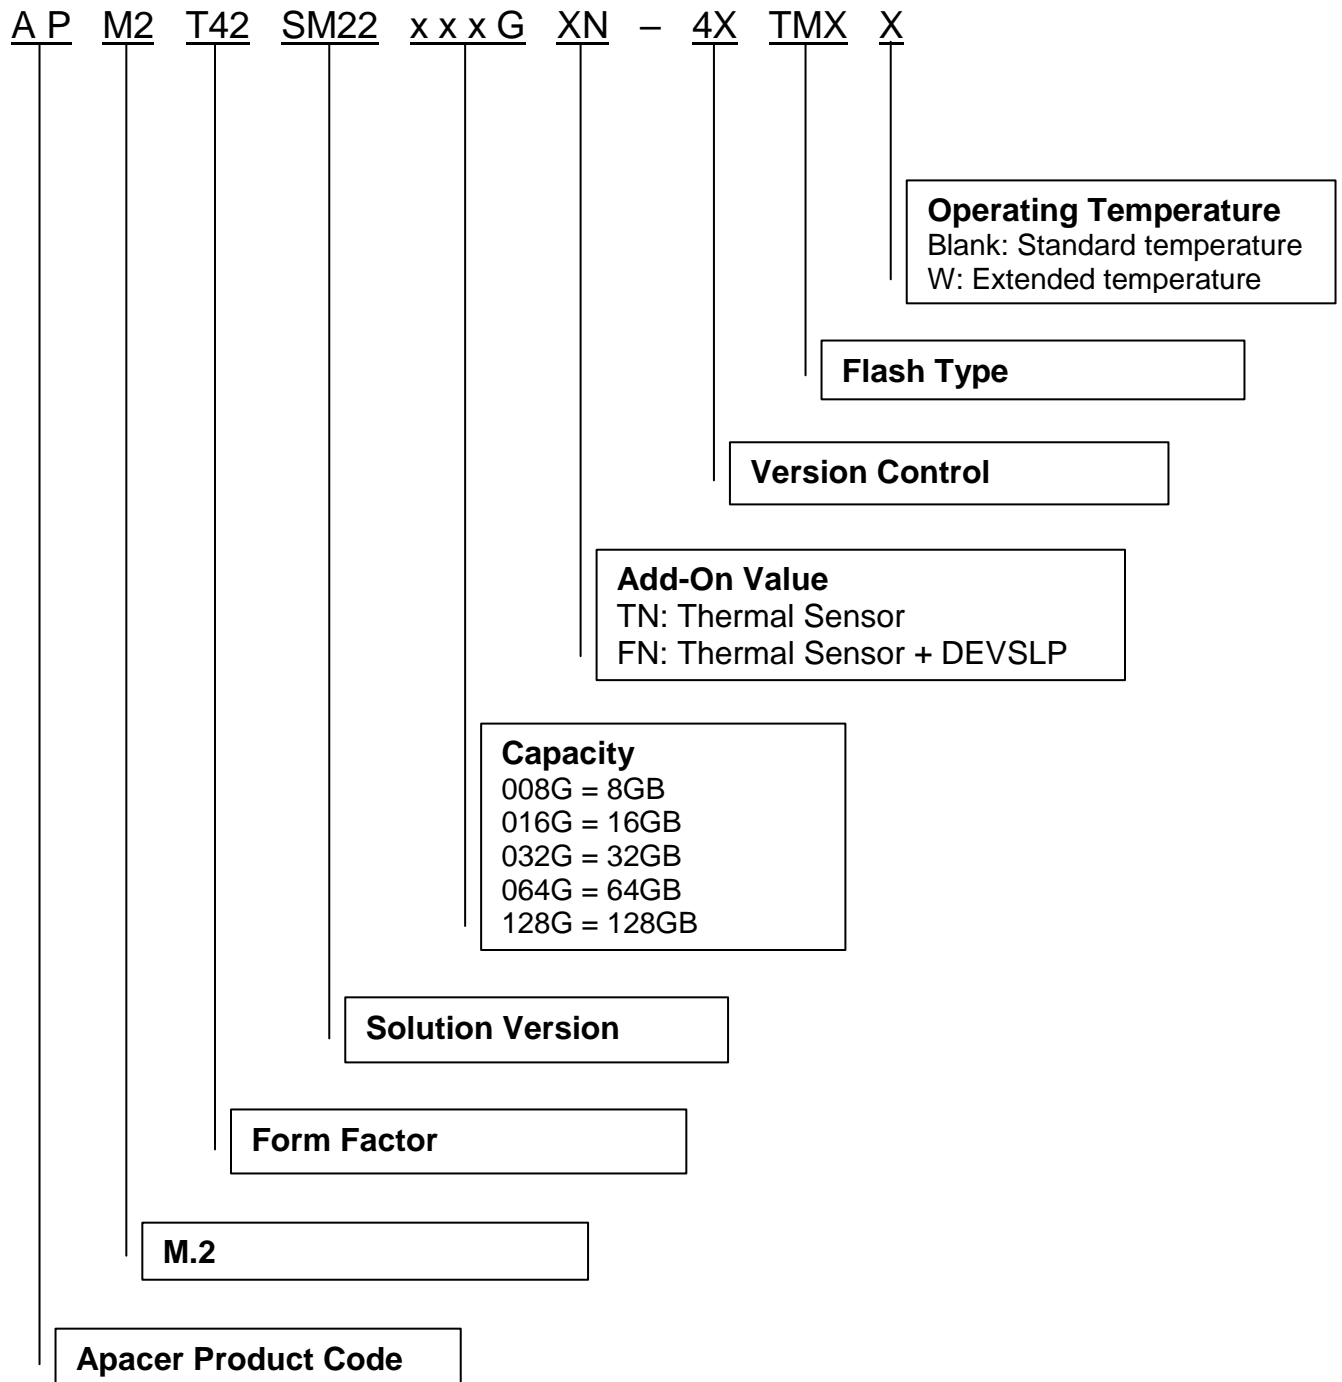 A P M2 T42 SM22 x x x G XN – 4X TMX X
Operating Temperature
Blank: Standard temperature
W: Extended temperature
Flash Type
Version Control
Add-On Value
TN: Thermal Sensor
FN: Thermal Sensor + DEVSLP
Capacity
008G = 8GB
016G = 16GB
032G = 32GB
064G = 64GB
128G = 128GB
Solution Version
Form Factor
M.2
Apacer Product Code